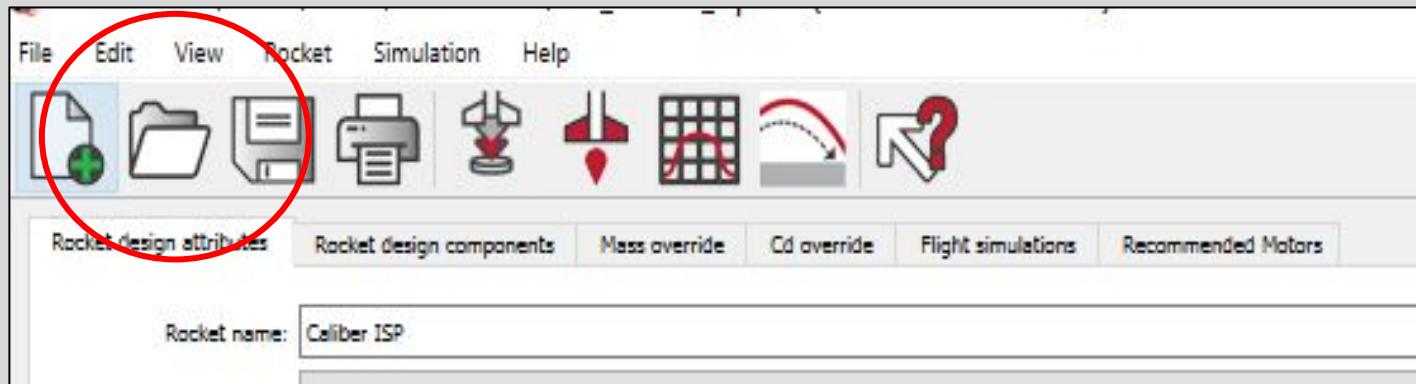 File Edit View Rocket Simulation Help
Rocket design attributes Rocket design components Mass override Cd override Flight simulations Recommended Motors
Rocket name: Caliber ISP